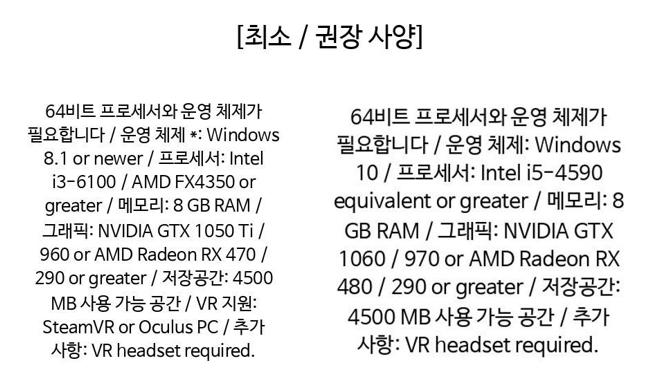 [최소 / 권장 사양]
64비트 프로세서와 운영 체제가
필요합니다 / 운영 체제 *: Windows
8.1 or newer / 프로세서: Intel
i3-6100 / AMD FX4350 or
greater / 메모리: 8 GB RAM /
그래픽: NVIDIA GTX 1050 Ti /
960 or AMD Radeon RX 470 /
290 or greater / 저장공간: 4500
MB 사용 가능 공간 / VR 지원:
SteamVR or Oculus PC / 추가
사항: VR headset required.
64비트 프로세서와 운영 체제가
필요합니다 / 운영 체제: Windows
10 / 프로세서: Intel i5-4590
equivalent or greater / 메모리: 8
GB RAM / 그래픽: NVIDIA GTX
1060 / 970 or AMD Radeon RX
480 / 290 or greater / 저장공간:
4500 MB 사용 가능 공간 / 추가
사항: VR headset required.